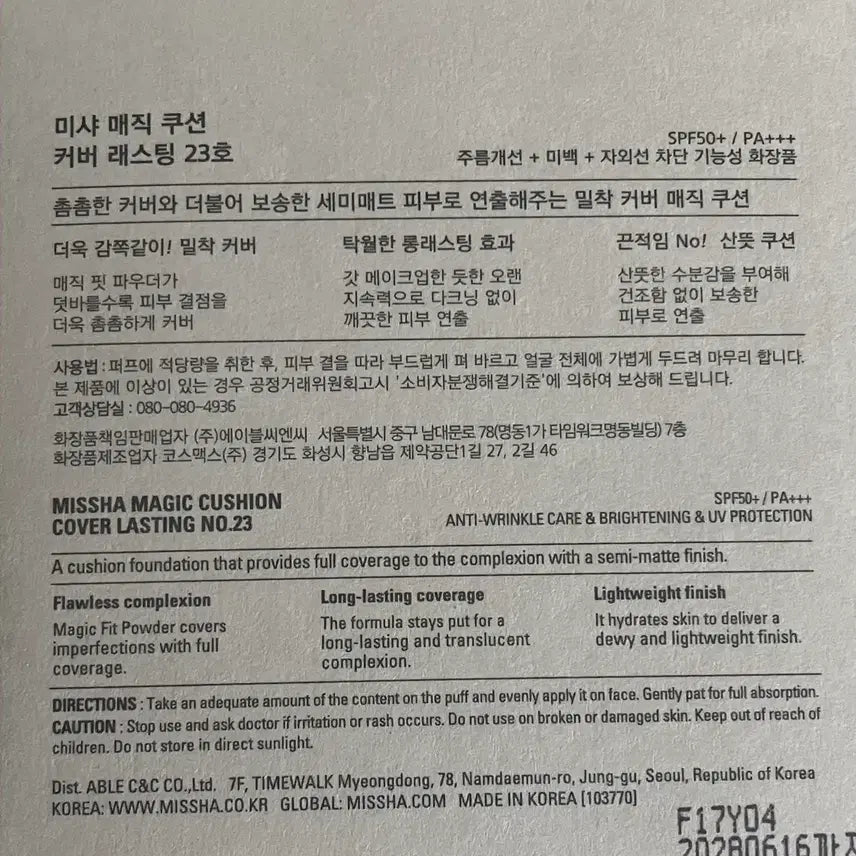 미샤 매직 쿠션
커버 래스팅 23호
SPF50+ / PA+++
주름개선 + 미백 + 자외선 차단 기능성 화장품
촘촘한 커버와 더불어 보송한 세미매트 피부로 연출해주는 밀착 커버 매직 쿠션
더욱 감쪽같이! 밀착 커버
매직 핏 파우더가
덧바를수록 피부 결점을
더욱 촘촘하게 커버
탁월한 롱래스팅 효과
갓 메이크업한 듯한 오랜
지속력으로 다크닝 없이
깨끗한 피부 연출
끈적임 No! 산뜻 쿠션
산뜻한 수분감을 부여해
건조함 없이 보송한
피부로 연출
사용법 : 퍼프에 적당량을 취한 후, 피부 결을 따라 부드럽게 펴 바르고 얼굴 전체에 가볍게 두드려 마무리 합니다.
본 제품에 이상이 있는 경우 공정거래위원회고시 '소비자분쟁해결기준'에 의하여 보상해 드립니다.
고객상담실 : 080-080-4936
화장품책임판매업자 (주)에이블씨엔씨 서울특별시 중구 남대문로 78(명동1가 타임워크명동빌딩) 7층
화장품제조업자 코스맥스(주) 경기도 화성시 향남읍 제약공단1길 27, 2길 46
MISSHA MAGIC CUSHION
COVER LASTING NO.23
SPF50+ / PA+++
ANTI-WRINKLE CARE & BRIGHTENING & UV PROTECTION
A cushion foundation that provides full coverage to the complexion with a semi-matte finish.
Flawless complexion
Magic Fit Powder covers
imperfections with full
coverage.
Long-lasting coverage
The formula stays put for a
long-lasting and translucent
complexion.
Lightweight finish
It hydrates skin to deliver a
dewy and lightweight finish.
DIRECTIONS : Take an adequate amount of the content on the puff and evenly apply it on face. Gently pat for full absorption.
CAUTION : Stop use and ask doctor if irritation or rash occurs. Do not use on broken or damaged skin. Keep out of reach of
children. Do not store in direct sunlight.
Dist. ABLE C&C CO.,Ltd. 7F, TIMEWALK Myeongdong, 78, Namdaemun-ro, Jung-gu, Seoul, Republic of Korea
KOREA: WWW.MISSHA.CO.KR GLOBAL: MISSHA.COM MADE IN KOREA [103770]
F17Y04
20280616까지